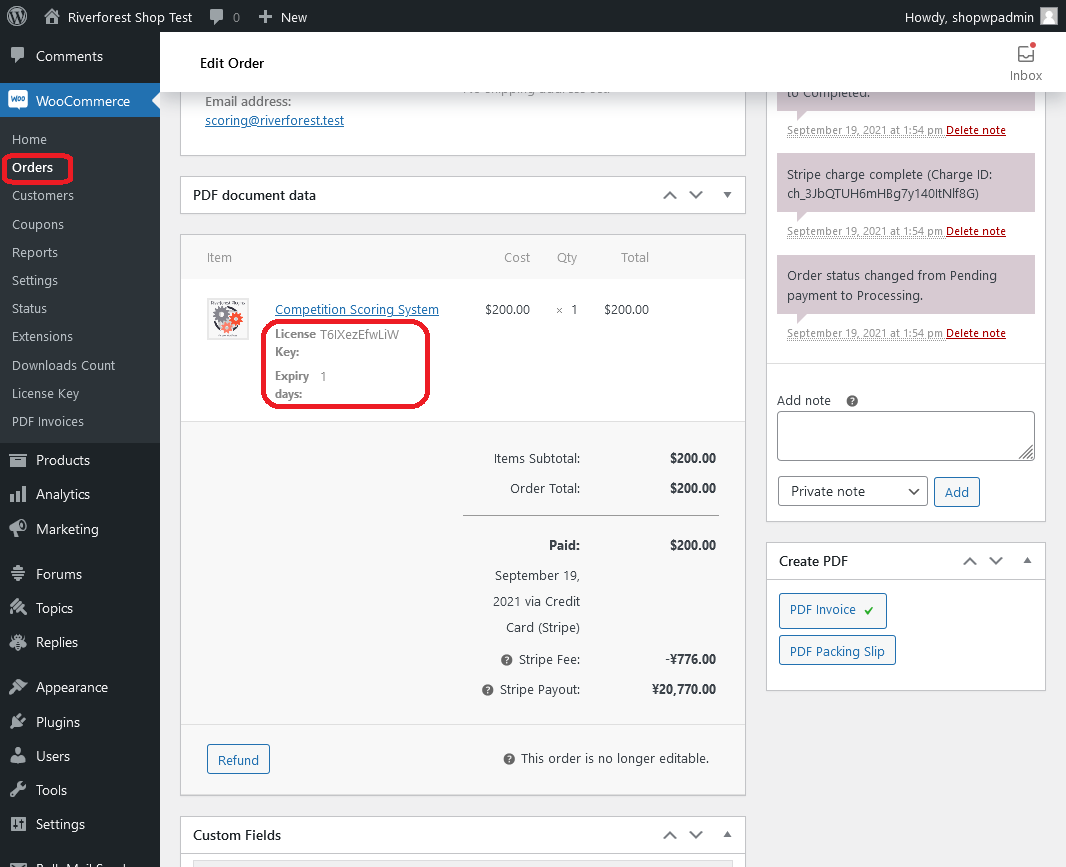 Riverforest Shop Test
0
New
Howdy, shopwpadmin
Comments
WooCommerce
Home
Orders
Customers
Coupons
Reports
Settings
Status
Extensions
Downloads Count
License Key
PDF Invoices
Products
Analytics
Marketing
Forums
Topics
Replies
Appearance
Plugins
Users
Tools
Settings
Edit Order
Inbox
Email address:
scoring@riverforest.test
PDF document data
Item Cost Qty Total
Competition Scoring System $200.00 × 1 $200.00
License Key: T6IXezEfwLiW
Expiry days: 1
Items Subtotal: $200.00
Order Total: $200.00
Paid: $200.00
September 19,
2021 via Credit
Card (Stripe)
Stripe Fee: -¥776.00
Stripe Payout: ¥20,770.00
Refund
This order is no longer editable.
Custom Fields
to Completed.
September 19, 2021 at 1:54 pm Delete note
Stripe charge complete (Charge ID:
ch_3JbQTUH6mHBg7y140ItNlf8G)
September 19, 2021 at 1:54 pm Delete note
Order status changed from Pending
payment to Processing.
September 19, 2021 at 1:54 pm Delete note
Add note
Private note
Add
Create PDF
PDF Invoice
PDF Packing Slip